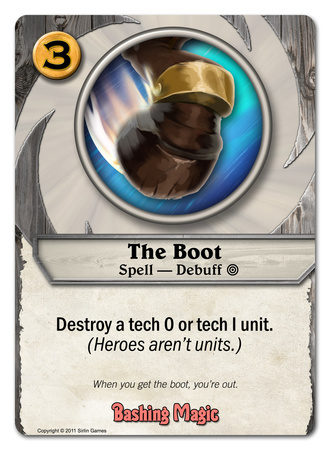 3
The Boot
Spell — Debuff ◎
Destroy a tech 0 or tech I unit.
(Heroes aren't units.)
When you get the boot, you're out.
Bashing Magic
Copyright © 2011 Sirlin Games